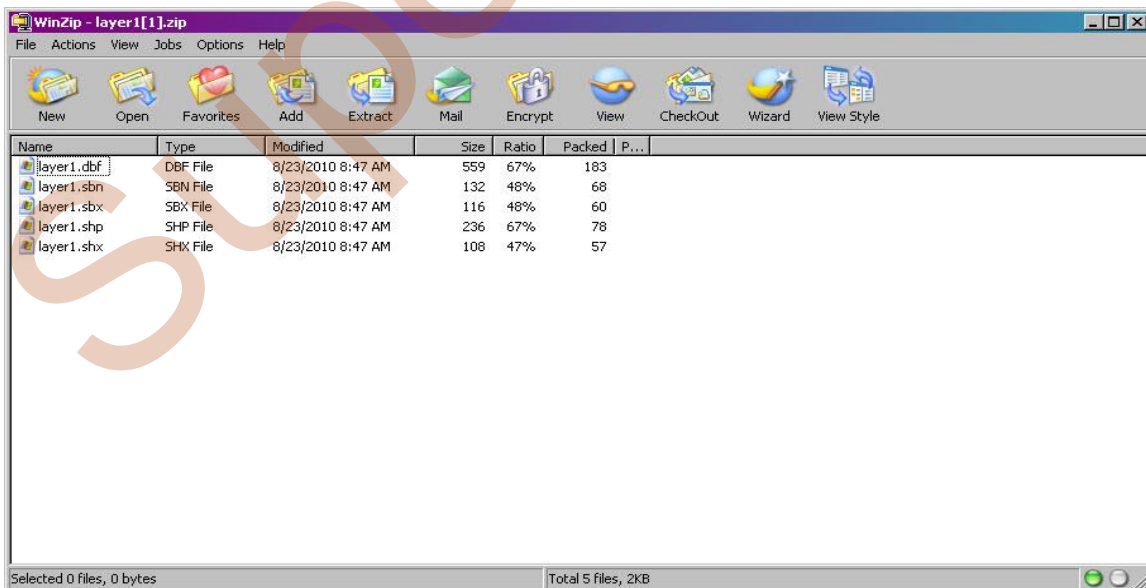 WinZip - layer1[1].zip
File Actions View Jobs Options Help
New Open Favorites Add Extract Mail Encrypt View CheckOut Wizard View Style
Name Type Modified Size Ratio Packed P...
layer1.dbf DBF File 8/23/2010 8:47 AM 559 67% 183
layer1.sbn SBN File 8/23/2010 8:47 AM 132 48% 68
layer1.sbx SBX File 8/23/2010 8:47 AM 116 48% 60
layer1.shp SHP File 8/23/2010 8:47 AM 236 67% 78
layer1.shx SHX File 8/23/2010 8:47 AM 108 47% 57
Selected 0 files, 0 bytes Total 5 files, 2KB